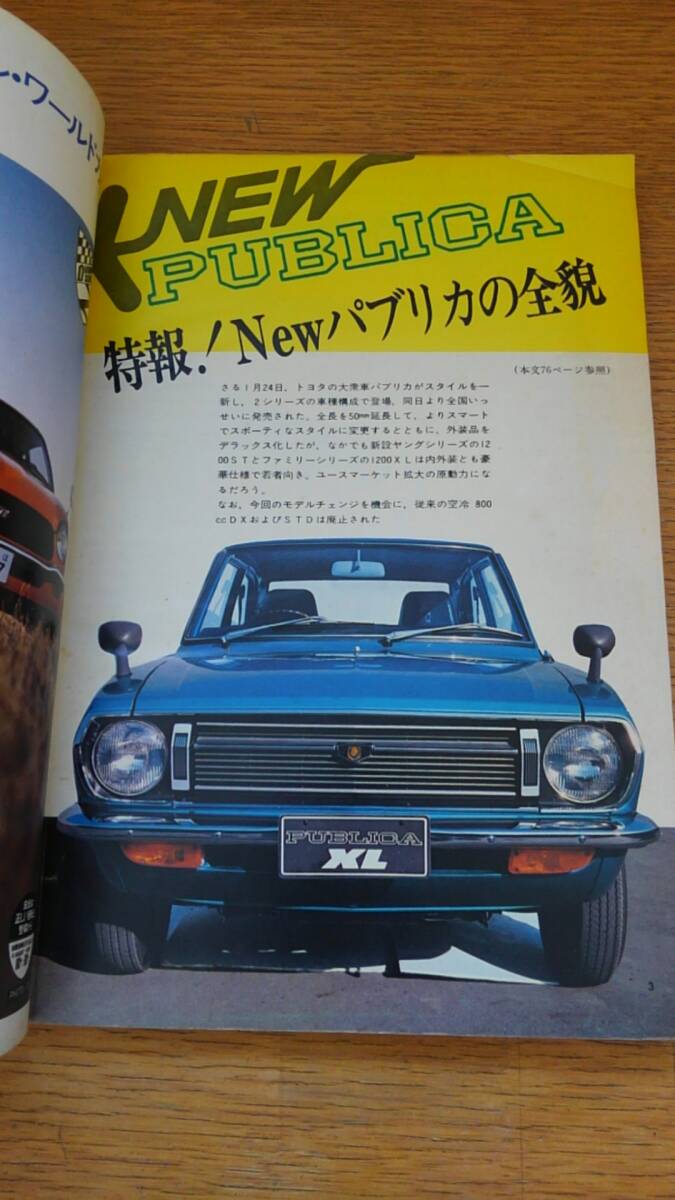 ワールド
NEW
PUBLICA
特報！Newパブリカの全貌
(本文76ページ参照)
さる1月24日、トヨタの大衆車パブリカがスタイルを一
新し、2シリーズの車種構成で登場、同日より全国いっ
せいに発売された。全長を50mm延長して、よりスマート
でスポーティなスタイルに変更するとともに、外装品を
デラックス化したが、なかでも新設ヤングシリーズの12
00STとファミリーシリーズの1200XLは内外装とも豪
華仕様で若者向き。ユースマーケット拡大の原動力にな
るだろう。
なお、今回のモデルチェンジを機会に、従来の空冷 800
ccDXおよびSTDは廃止された
PUBLICA
XL
3